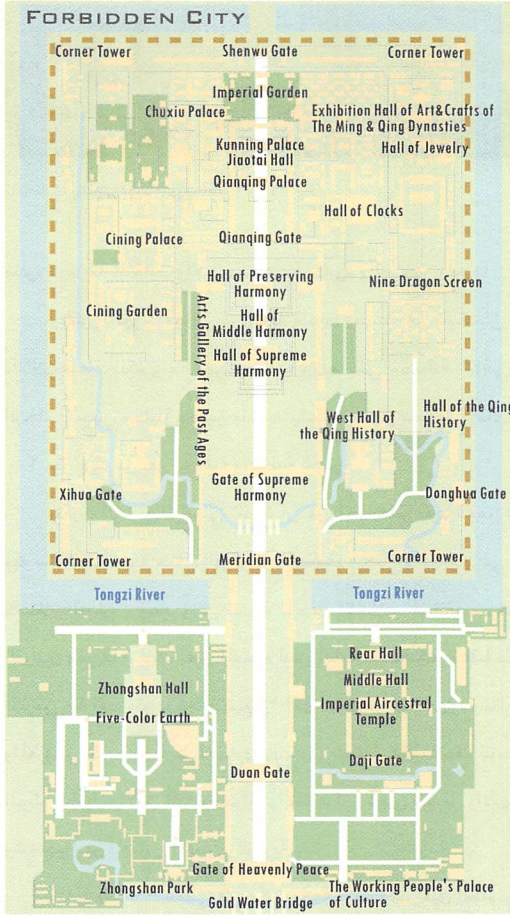 FORBIDDEN CITY
Corner Tower
Shenwu Gate
Corner Tower
Imperial Garden
Chuxiu Palace
Exhibition Hall of Art&Crafts of
The Ming & Qing Dynasties
Kunning Palace
Hall of Jewelry
Jiaotai Hall
Qianqing Palace
Hall of Clocks
Cining Palace
Qianqing Gate
Hall of Preserving
Harmony
Nine Dragon Screen
Cining Garden
Arts Gallery of the Past Ages
Hall of
Middle Harmony
Hall of Supreme
Harmony
West Hall of
the Qing History
Hall of the Qing
History
Gate of Supreme
Harmony
Xihua Gate
Donghua Gate
Corner Tower
Meridian Gate
Corner Tower
Tongzi River
Tongzi River
Rear Hall
Zhongshan Hall
Middle Hall
Five-Color Earth
Imperial Aircestral
Temple
Duan Gate
Daji Gate
Gate of Heavenly Peace
Zhongshan Park
The Working People's Palace
of Culture
Gold Water Bridge